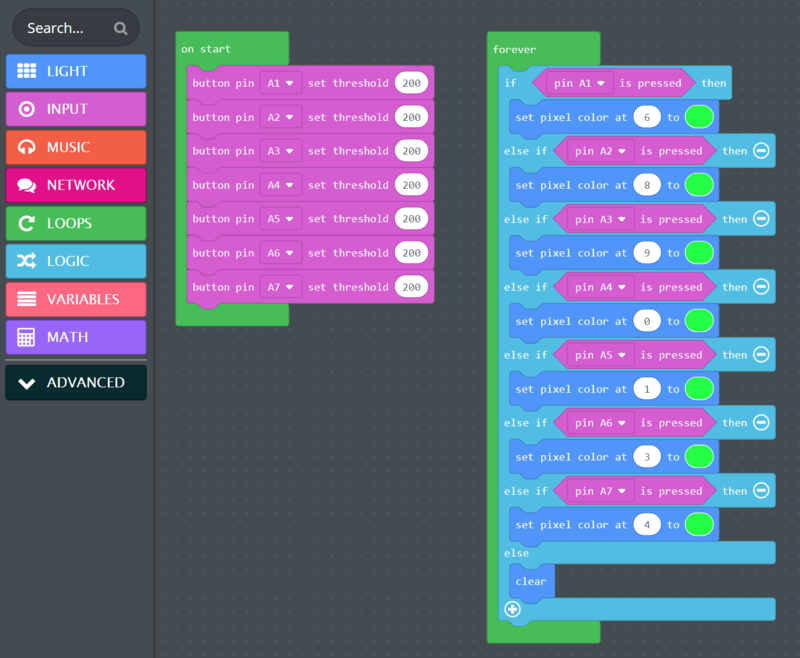 Search...
LIGHT
INPUT
MUSIC
NETWORK
LOOPS
LOGIC
VARIABLES
MATH
ADVANCED
on start
button pin A1 set threshold 200
button pin A2 set threshold 200
button pin A3 set threshold 200
button pin A4 set threshold 200
button pin A5 set threshold 200
button pin A6 set threshold 200
button pin A7 set threshold 200
forever
if pin A1 is pressed then
set pixel color at 6 to
else if pin A2 is pressed then
set pixel color at 8 to
else if pin A3 is pressed then
set pixel color at 9 to
else if pin A4 is pressed then
set pixel color at 0 to
else if pin A5 is pressed then
set pixel color at 1 to
else if pin A6 is pressed then
set pixel color at 3 to
else if pin A7 is pressed then
set pixel color at 4 to
else
clear